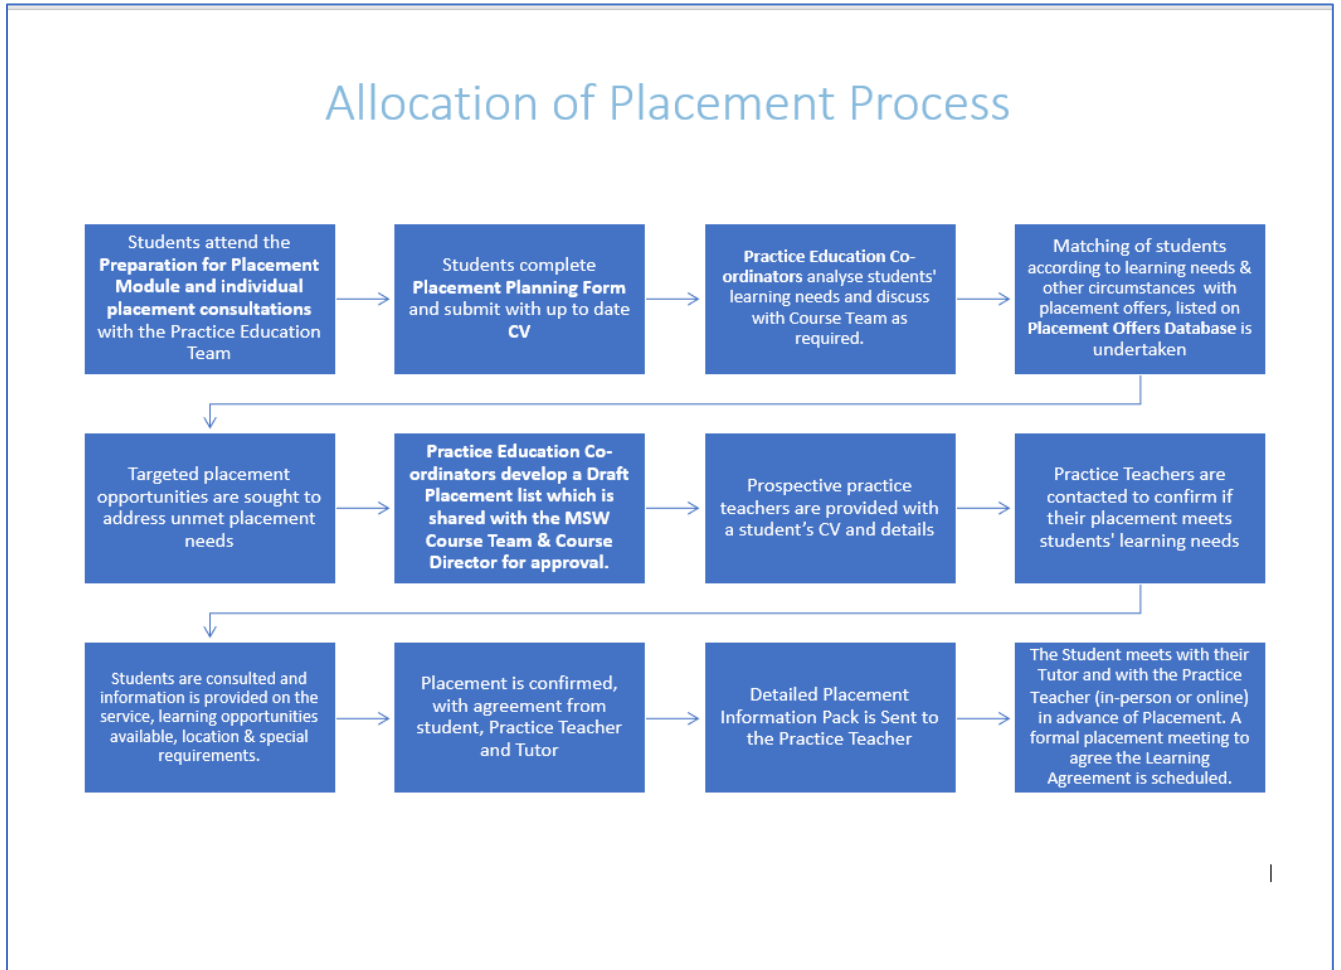 Allocation of Placement Process
Students attend the
Preparation for Placement
Module and individual
placement consultations
with the Practice Education
Team
Students complete
Placement Planning Form
and submit with up to date
CV
Practice Education Co-
ordinators analyse students'
learning needs and discuss
with Course Team as
required.
Matching of students
according to learning needs &
other circumstances with
placement offers, listed on
Placement Offers Database is
undertaken
Targeted placement
opportunities are sought to
address unmet placement
needs
Practice Education Co-
ordinators develop a Draft
Placement list which is
shared with the MSW
Course Team & Course
Director for approval.
Prospective practice
teachers are provided with
a student’s CV and details
Practice Teachers are
contacted to confirm if
their placement meets
students' learning needs
Students are consulted and
information is provided on the
service, learning opportunities
available, location & special
requirements.
Placement is confirmed,
with agreement from
student, Practice Teacher
and Tutor
Detailed Placement
Information Pack is Sent to
the Practice Teacher
The Student meets with their
Tutor and with the Practice
Teacher (in-person or online)
in advance of Placement. A
formal placement meeting to
agree the Learning
Agreement is scheduled.